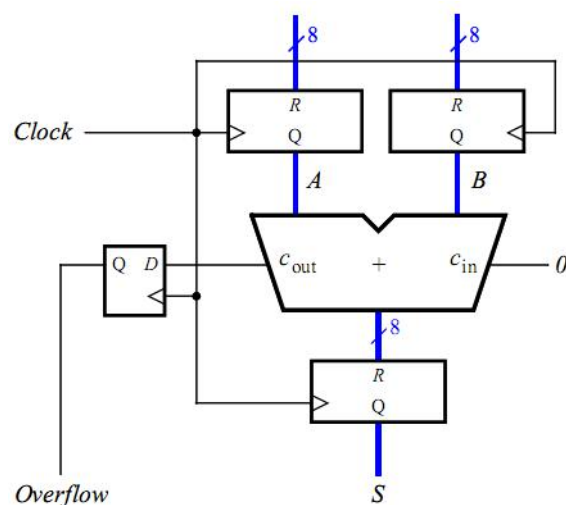 8 8
R R
Clock Q Q
A B
Q D c out + c in 0
8
R
Q
Overflow S